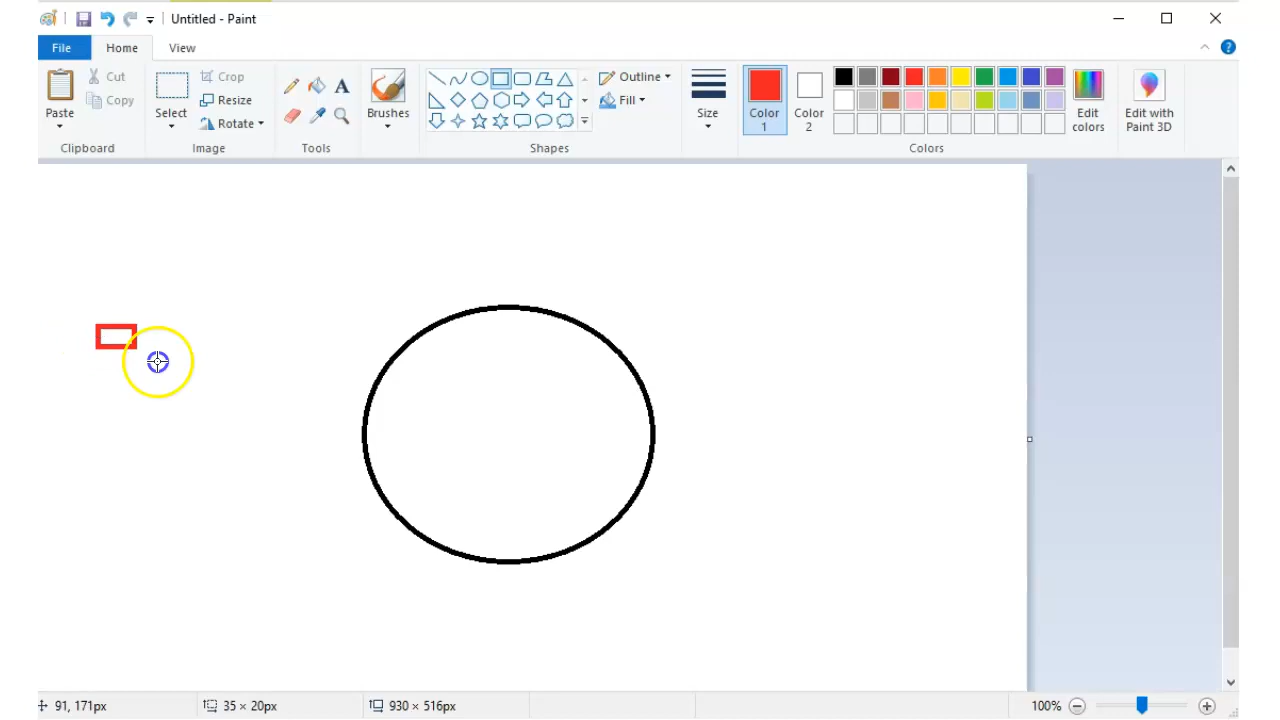 Untitled - Paint
File Home View
Paste
Cut
Copy
Clipboard
Select
Crop
Resize
Rotate
Image
A
Tools
Brushes
Shapes
Outline
Fill
Size
Color 1
Color 2
Edit colors
Colors
Edit with Paint 3D
91, 171px 35 × 20px 930 × 516px 100%